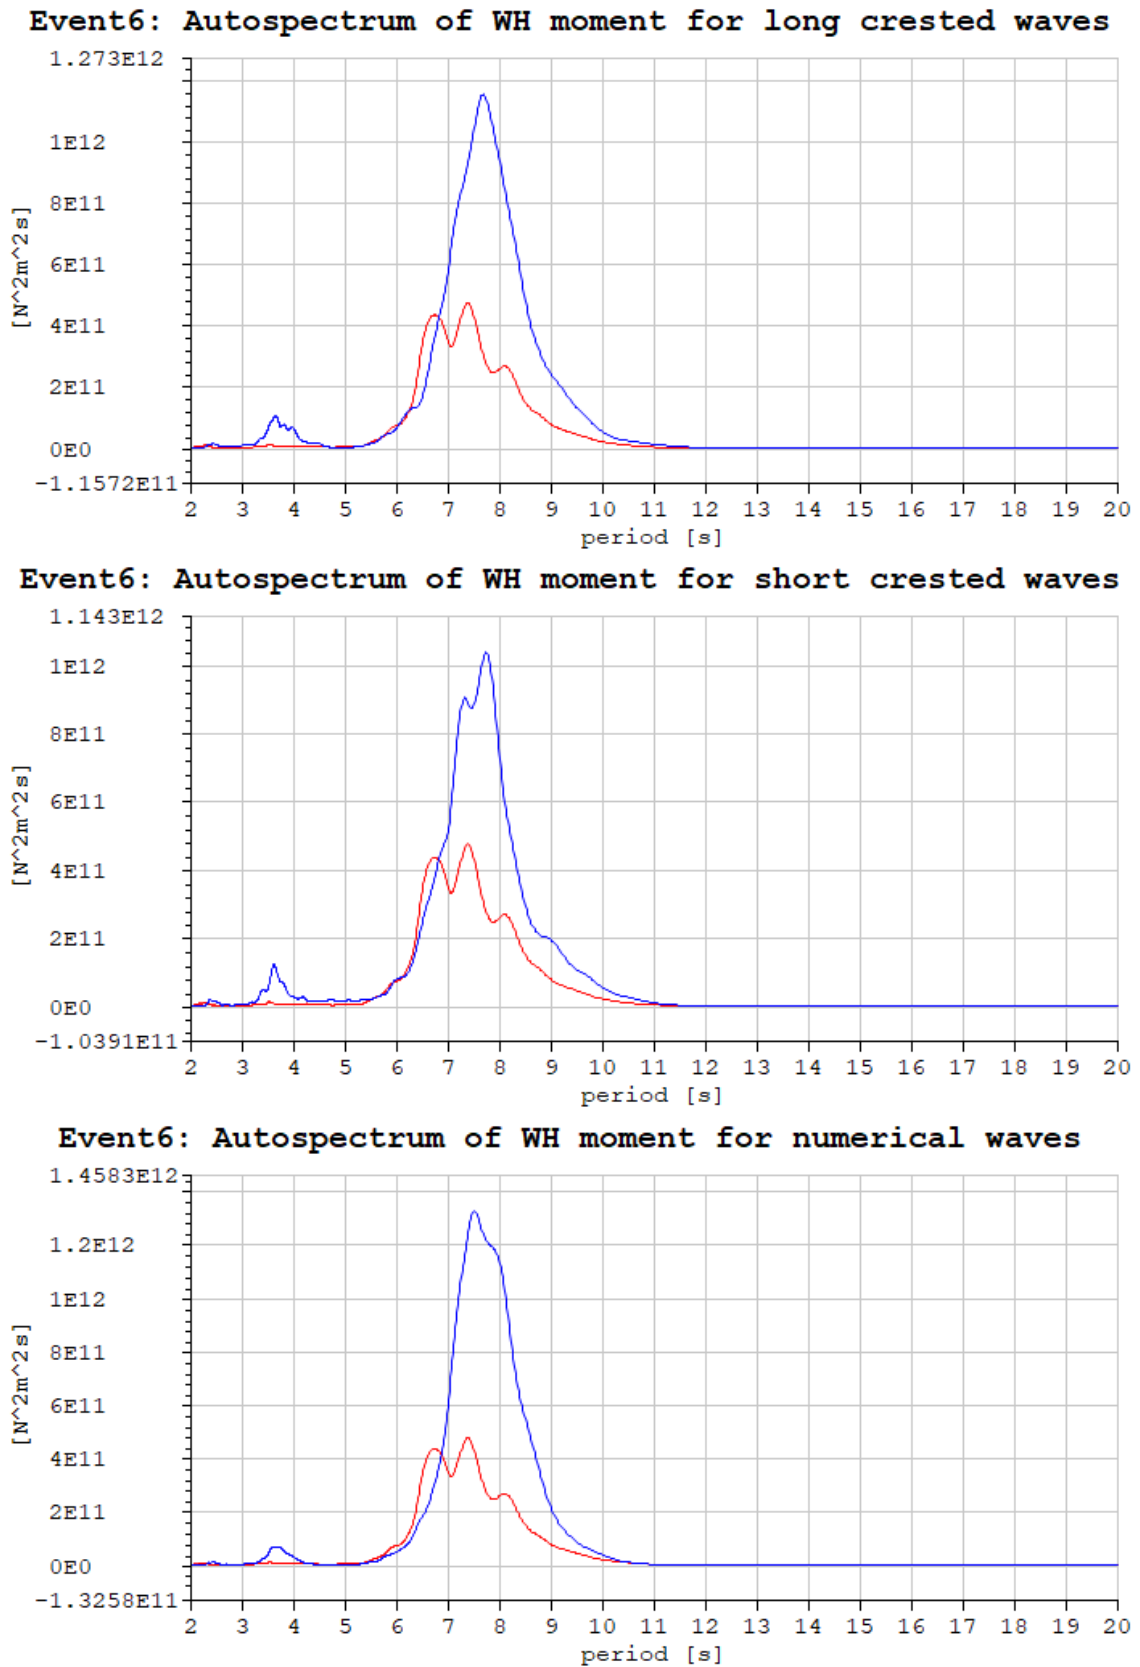 Event6: Autospectrum of WH moment for long crested waves
1.273E12
1E12
8E11
6E11
4E11
2E11
0E0
-1.1572E11
[N^2m^2s]
2 3 4 5 6 7 8 9 10 11 12 13 14 15 16 17 18 19 20
period [s]
Event6: Autospectrum of WH moment for short crested waves
1.143E12
1E12
8E11
6E11
4E11
2E11
0E0
-1.0391E11
[N^2m^2s]
2 3 4 5 6 7 8 9 10 11 12 13 14 15 16 17 18 19 20
period [s]
Event6: Autospectrum of WH moment for numerical waves
1.4583E12
1.2E12
1E12
8E11
6E11
4E11
2E11
0E0
-1.3258E11
[N^2m^2s]
2 3 4 5 6 7 8 9 10 11 12 13 14 15 16 17 18 19 20
period [s]